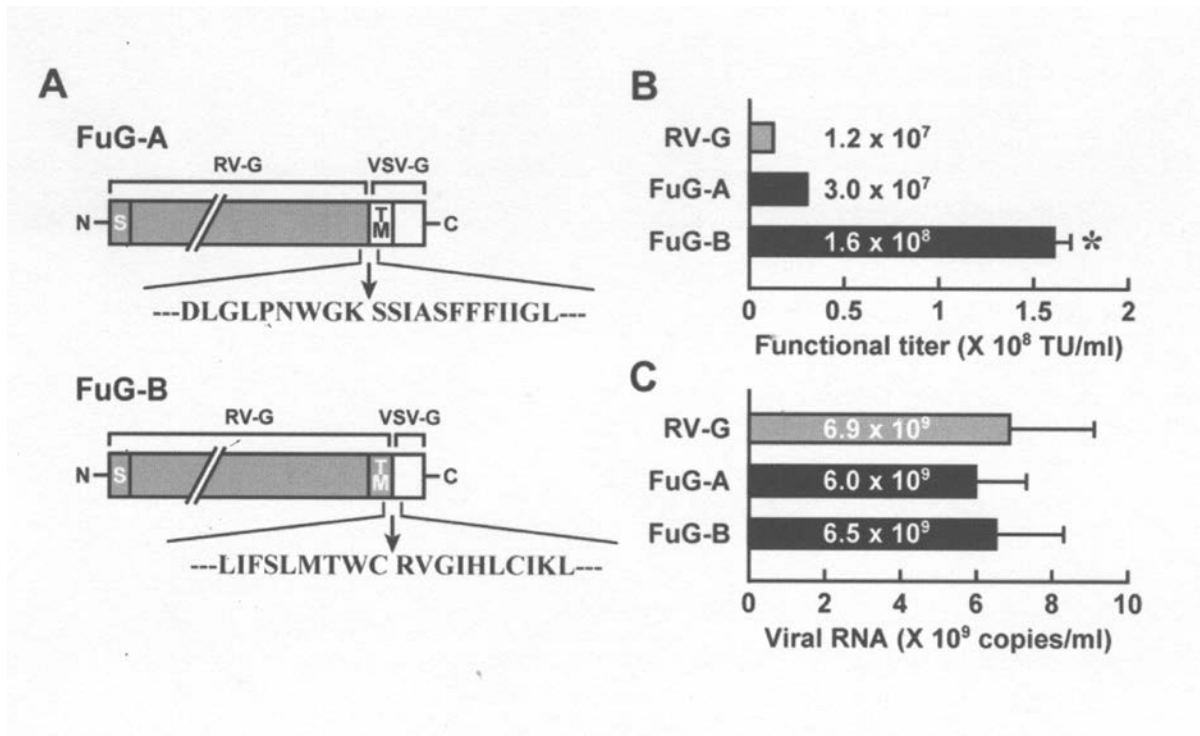 A
FuG-A
RV-G VSV-G
N S TM C
---DLGLPNWGK SSIASFFFIIGL---
FuG-B
RV-G VSV-G
N S TM C
---LIFSLMTWC RVGIHLCIKL---
B
RV-G 1.2 x 10⁷
FuG-A 3.0 x 10⁷
FuG-B 1.6 x 10⁸ *
0 0.5 1 1.5 2
Functional titer (X 10⁸ TU/ml)
C
RV-G 6.9 x 10⁹
FuG-A 6.0 x 10⁹
FuG-B 6.5 x 10⁹
0 2 4 6 8 10
Viral RNA (X 10⁹ copies/ml)